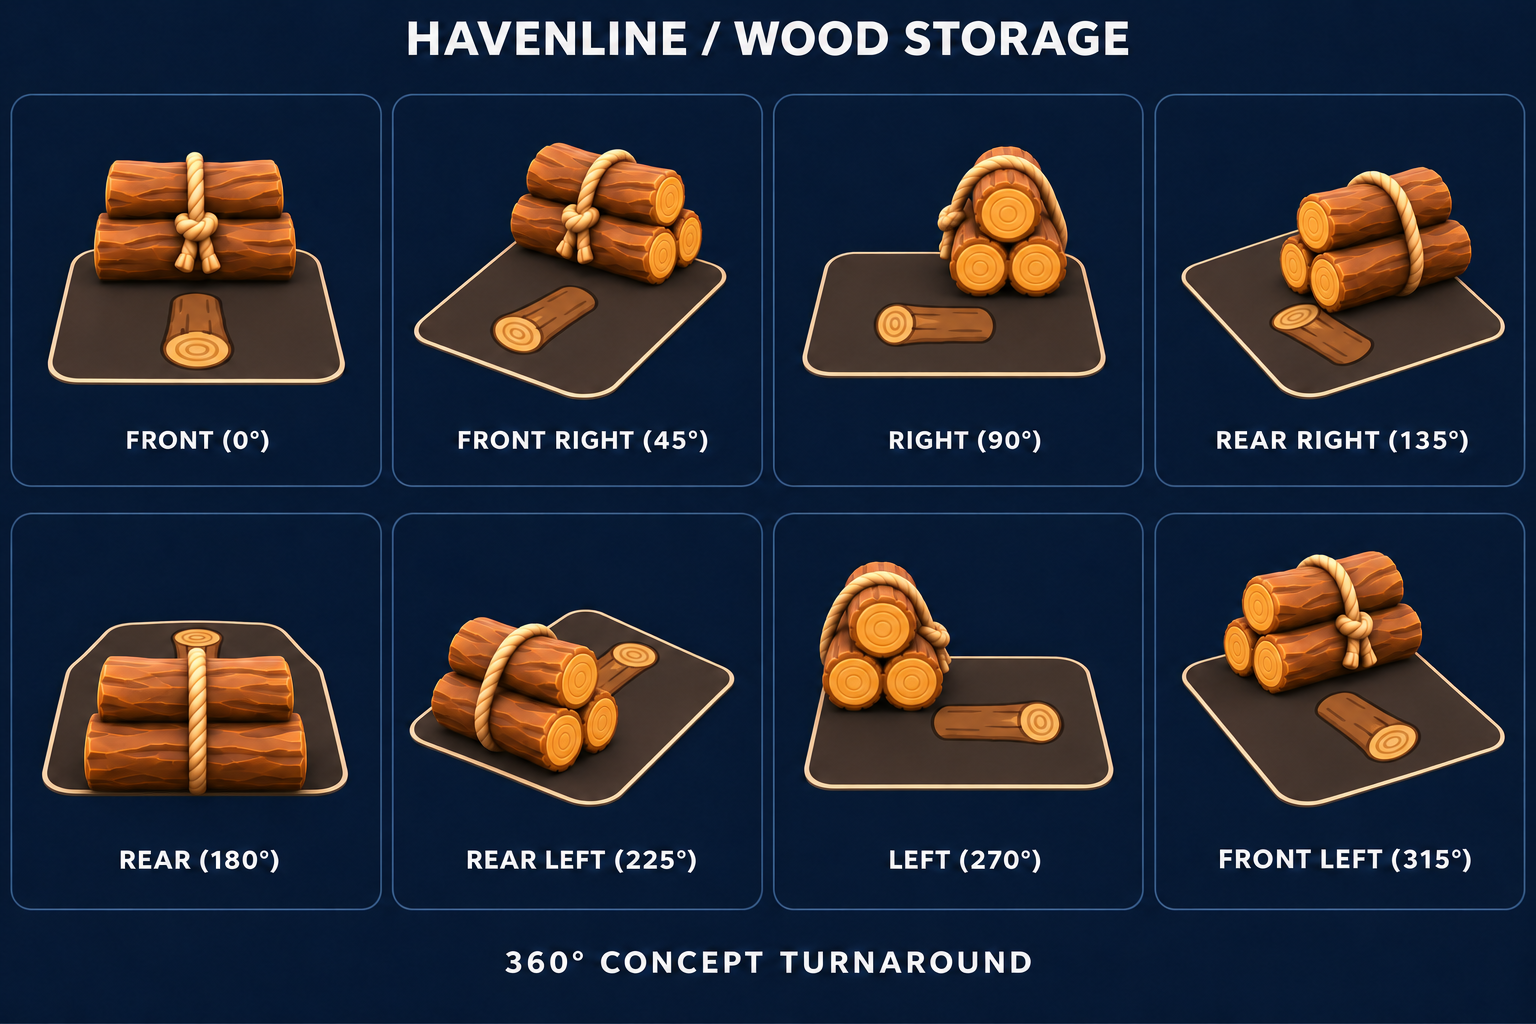 HAVENLINE / WOOD STORAGE
FRONT (0°)
FRONT RIGHT (45°)
RIGHT (90°)
REAR RIGHT (135°)
REAR (180°)
REAR LEFT (225°)
LEFT (270°)
FRONT LEFT (315°)
360° CONCEPT TURNAROUND